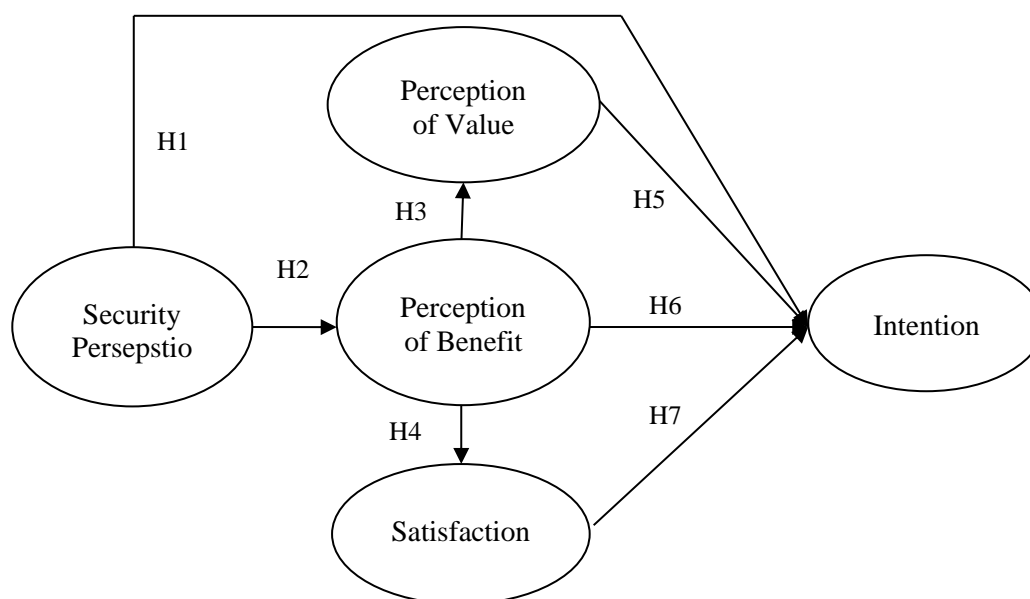 Perception
of Value
H1
H5
H3
H2
Security
Persepstio
Perception
of Benefit
H6
Intention
H4
H7
Satisfaction